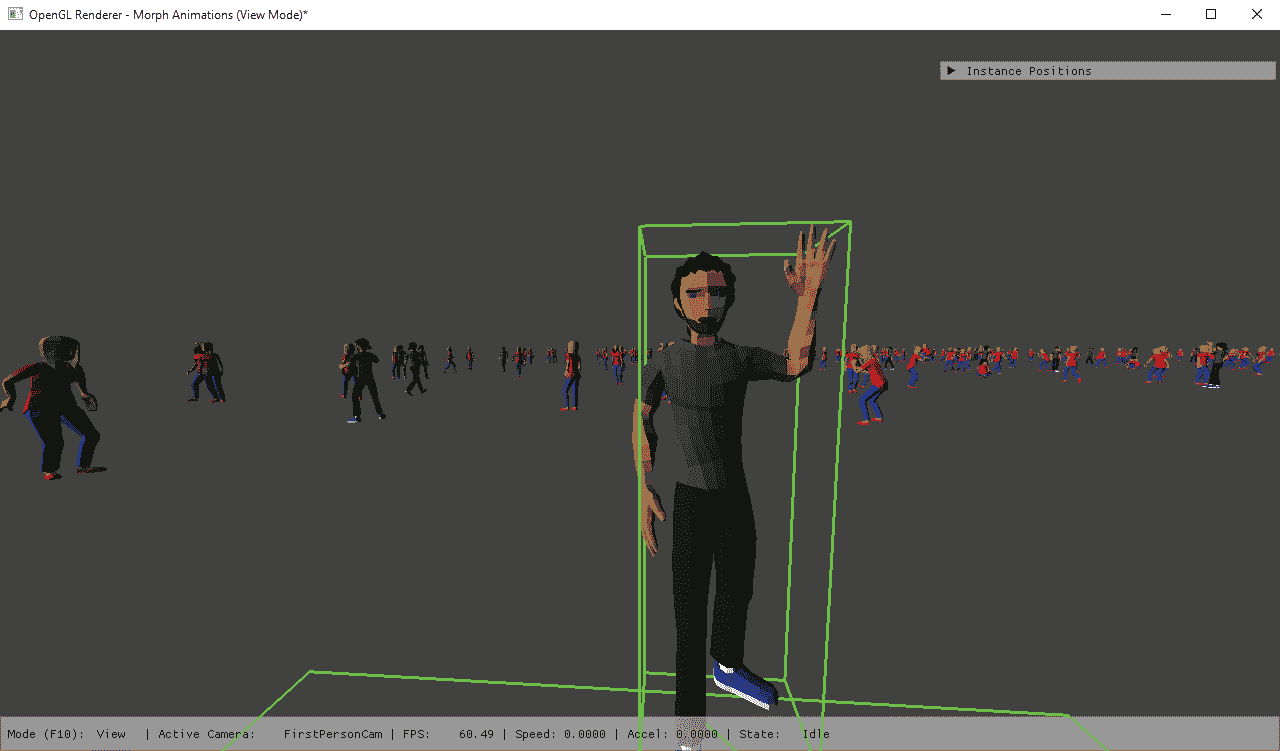 OpenGL Renderer - Morph Animations (View Mode)*
Instance Positions
Mode (F10): View | Active Camera: FirstPersonCam | FPS: 60.49 | Speed: 0.0000 | Accel: 0.0000 | State: Idle